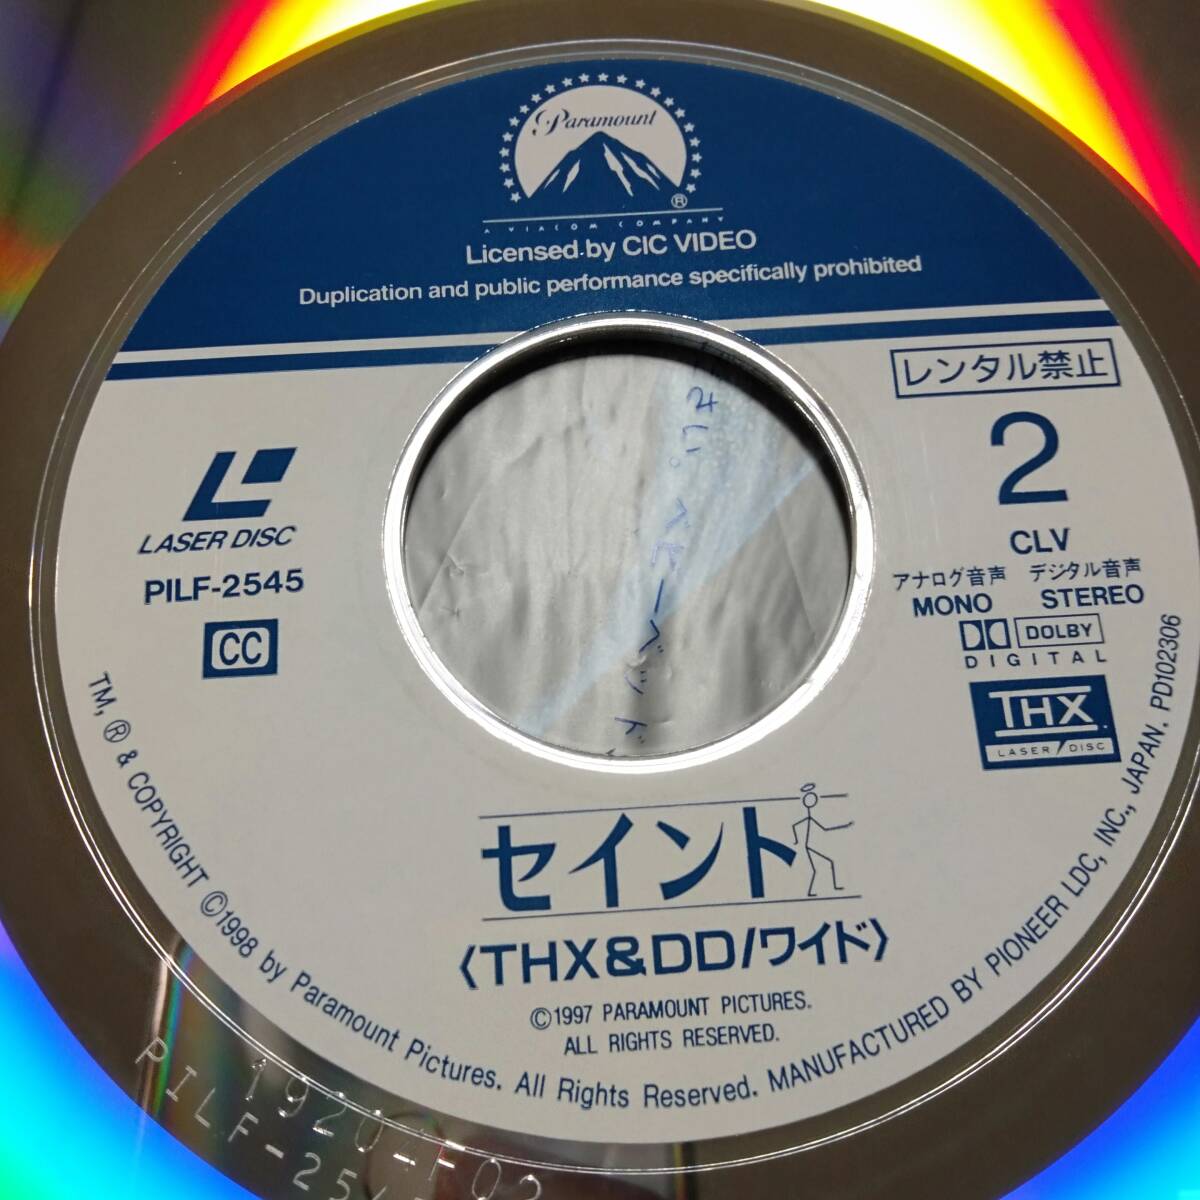 Paramount
®
A VIACOM COMPANY
Licensed by CIC VIDEO
Duplication and public performance specifically prohibited
レンタル禁止
2
CLV
アナログ音声 デジタル音声
MONO STEREO
DOLBY
DIGITAL
THX
LASER DISC
LASER DISC
PILF-2545
CC
セイント
〈THX&DD/ワイド〉
©1997 PARAMOUNT PICTURES.
ALL RIGHTS RESERVED.
TM, ® & COPYRIGHT ©1998 by Paramount Pictures. All Rights Reserved. MANUFACTURED BY PIONEER LDC, INC., JAPAN. PD102306